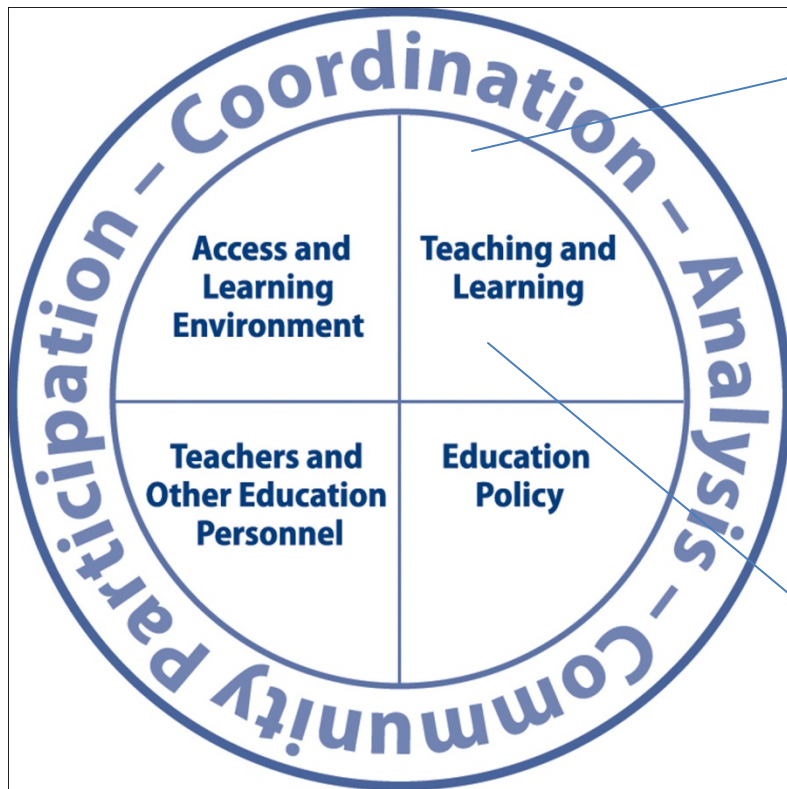 Coordination – Analysis – Community Participation –
Access and
Learning
Environment
Teaching and
Learning
Teachers and
Other Education
Personnel
Education
Policy